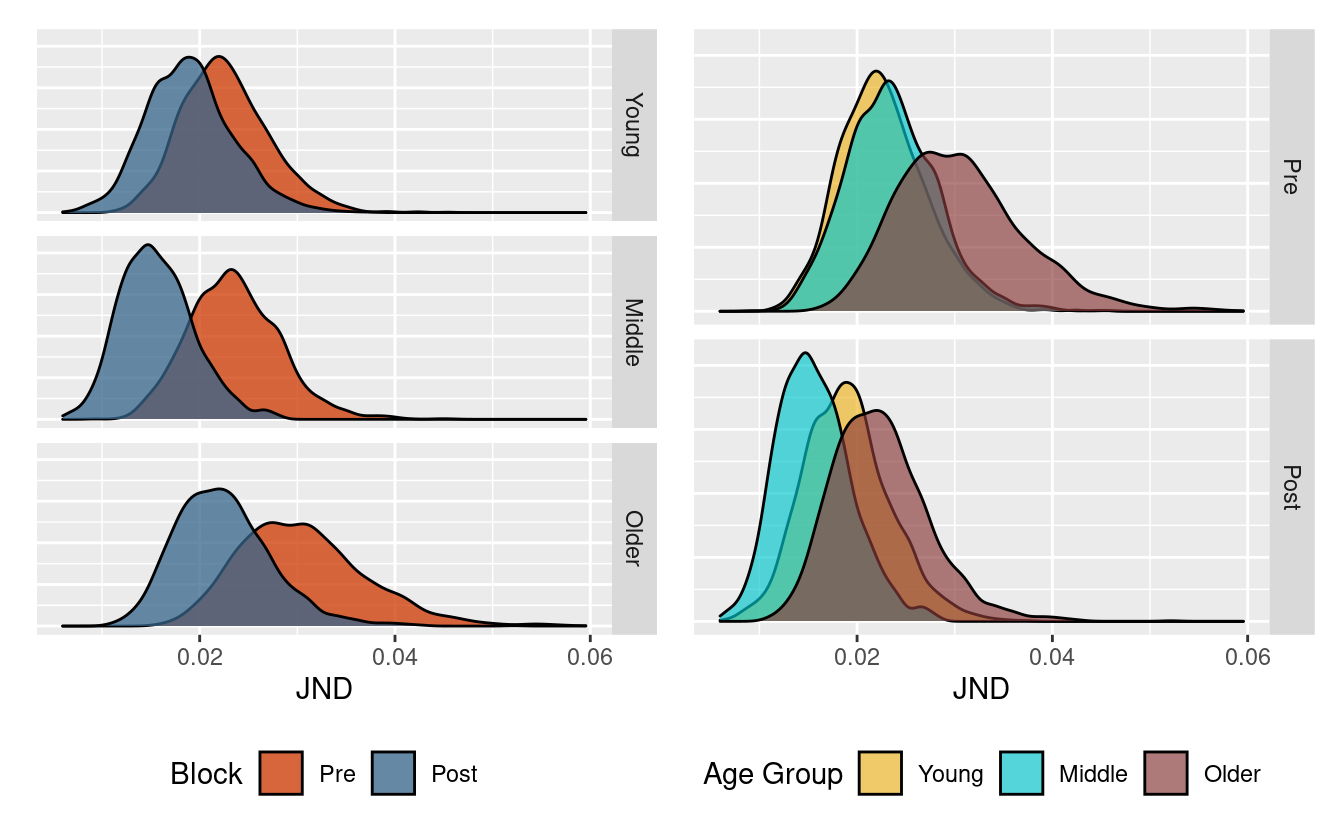 Young
Middle
Older
0.02 0.04 0.06
JND
Block Pre Post
Pre
Post
0.02 0.04 0.06
JND
Age Group Young Middle Older